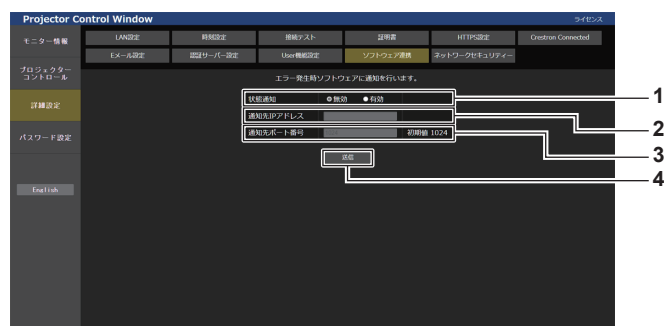 Projector Control Window
ライセンス
モニター情報
プロジェクター
コントロール
詳細設定
パスワード設定
English
LAN設定 時刻設定 接続テスト 証明書 HTTPS設定 Crestron Connected
Eメール設定 認証サーバー設定 User機能設定 ソフトウェア連携 ネットワークセキュリティー
エラー発生時ソフトウェアに通知を行います。
状態通知 無効 有効
通知先IPアドレス
通知先ポート番号 初期値 1024
送信
1
2
3
4